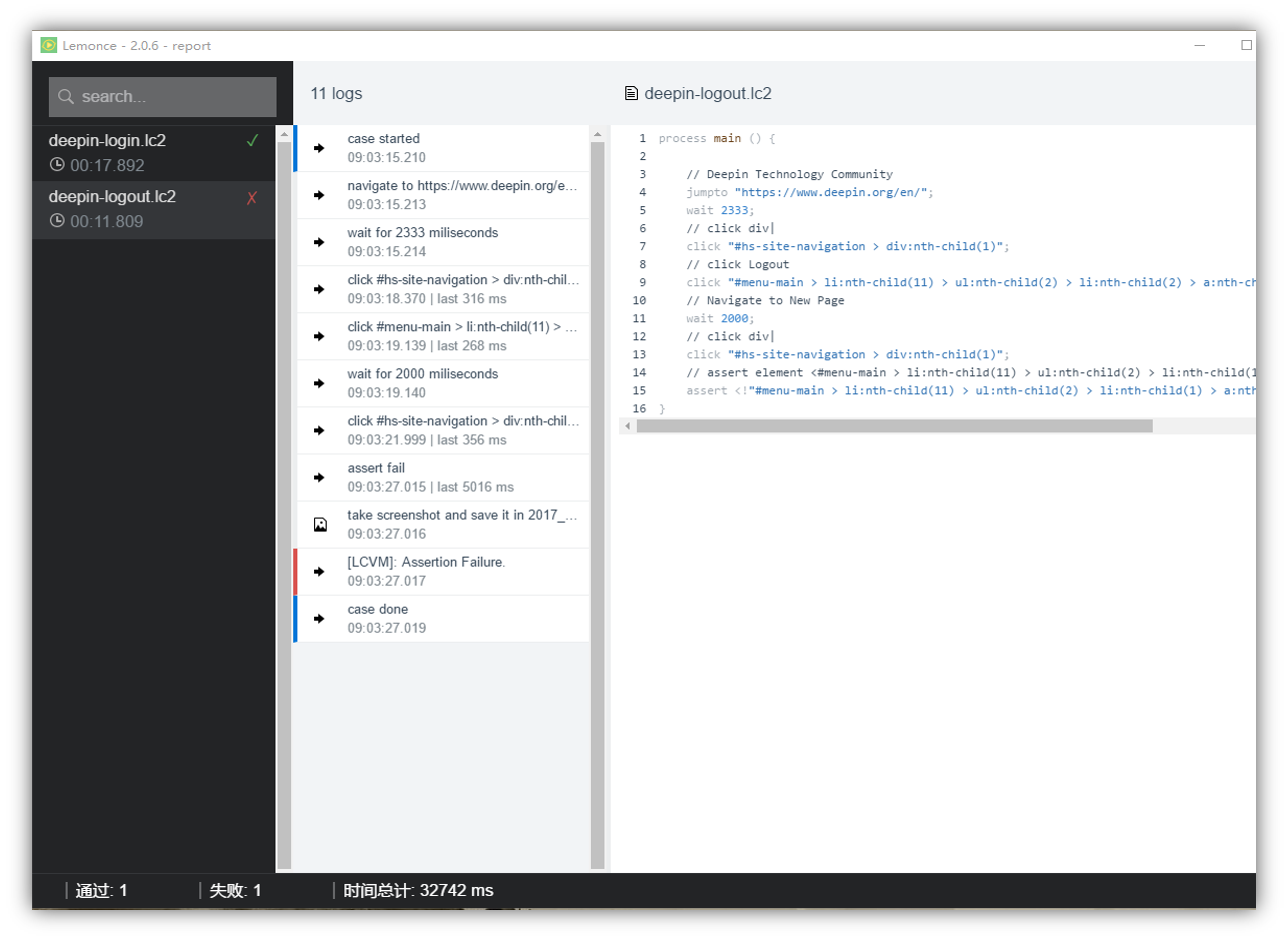 Lemonce - 2.0.6 - report
search...
deepin-login.lc2
00:17.892
deepin-logout.lc2
00:11.809
11 logs
case started
09:03:15.210
navigate to https://www.deepin.org/e...
09:03:15.213
wait for 2333 miliseconds
09:03:15.214
click #hs-site-navigation > div:nth-chil...
09:03:18.370 | last 316 ms
click #menu-main > li:nth-child(11) > ...
09:03:19.139 | last 268 ms
wait for 2000 miliseconds
09:03:19.140
click #hs-site-navigation > div:nth-chil...
09:03:21.999 | last 356 ms
assert fail
09:03:27.015 | last 5016 ms
take screenshot and save it in 2017_...
09:03:27.016
[LCVM]: Assertion Failure.
09:03:27.017
case done
09:03:27.019
deepin-logout.lc2
1 process main () {
2
3 // Deepin Technology Community
4 jumpto "https://www.deepin.org/en/";
5 wait 2333;
6 // click div|
7 click "#hs-site-navigation > div:nth-child(1)";
8 // click Logout
9 click "#menu-main > li:nth-child(11) > ul:nth-child(2) > li:nth-child(2) > a:nth-ch
10 // Navigate to New Page
11 wait 2000;
12 // click div|
13 click "#hs-site-navigation > div:nth-child(1)";
14 // assert element <#menu-main > li:nth-child(11) > ul:nth-child(2) > li:nth-child(1
15 assert <!"#menu-main > li:nth-child(11) > ul:nth-child(2) > li:nth-child(1) > a:nth
16 }
通过: 1
失败: 1
时间总计: 32742 ms